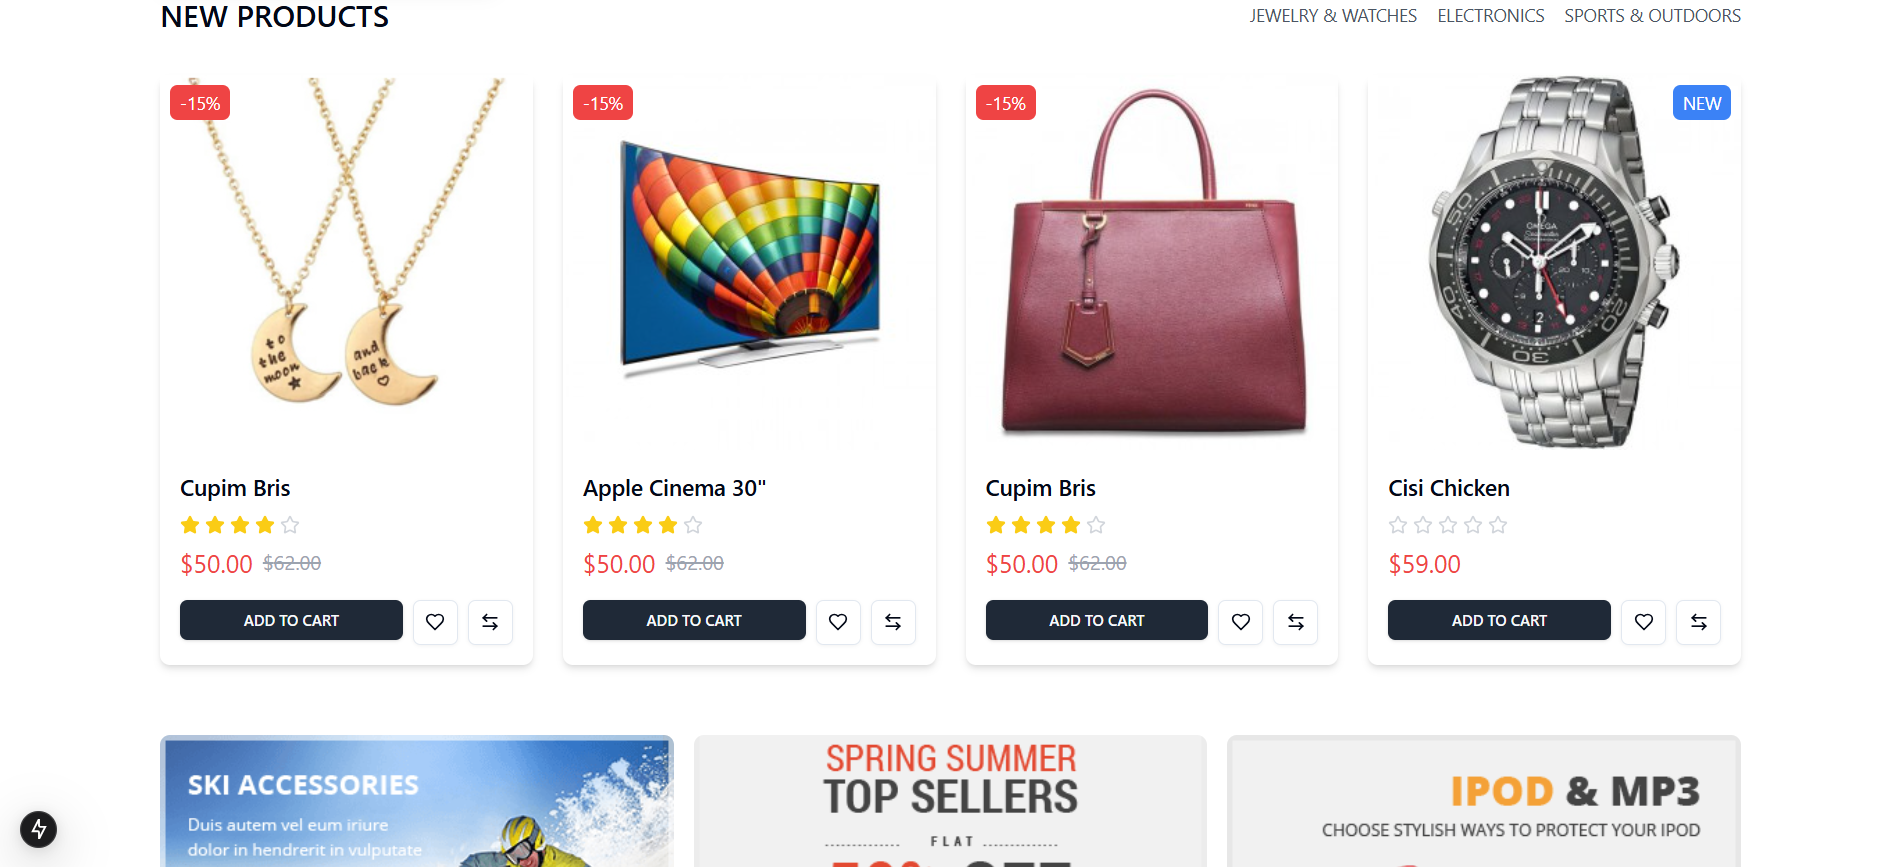 NEW PRODUCTS
JEWELRY & WATCHES ELECTRONICS SPORTS & OUTDOORS
-15%
-15%
-15%
NEW
to
the
moon
and
back
OMEGA
Seamaster
Cupim Bris
Apple Cinema 30"
Cupim Bris
Cisi Chicken
$50.00 $62.00
$50.00 $62.00
$50.00 $62.00
$59.00
ADD TO CART
ADD TO CART
ADD TO CART
ADD TO CART
SKI ACCESSORIES
Duis autem vel eum iriure
dolor in hendrerit in vulputate
SPRING SUMMER
TOP SELLERS
FLAT
IPOD & MP3
CHOOSE STYLISH WAYS TO PROTECT YOUR IPOD